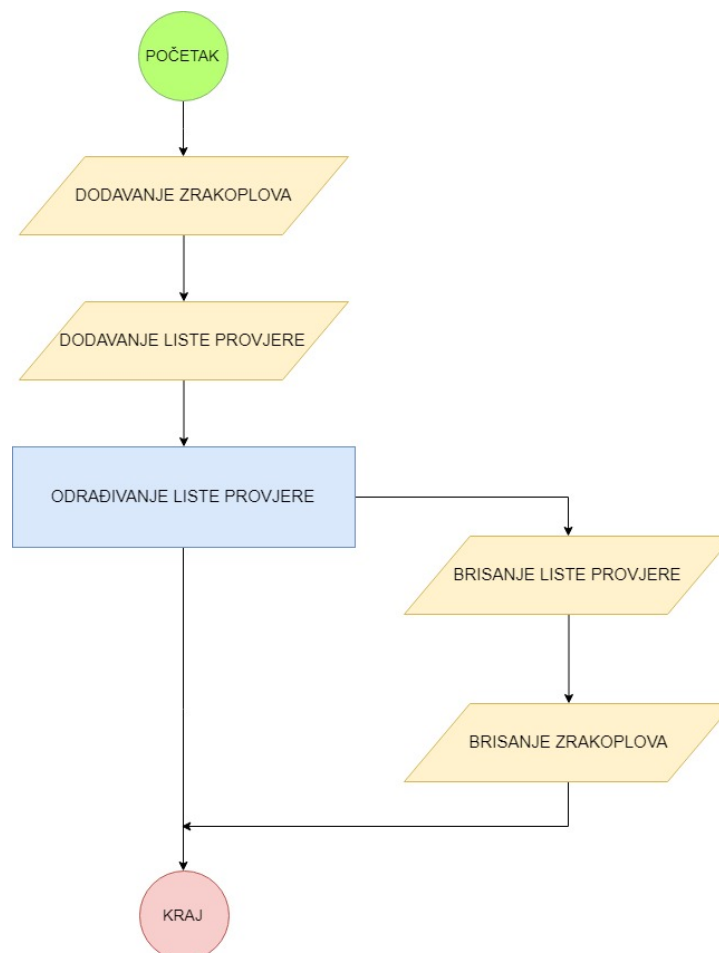 POČETAK
DODAVANJE ZRAKOPLOVA
DODAVANJE LISTE PROVJERE
ODRAĐIVANJE LISTE PROVJERE
BRISANJE LISTE PROVJERE
BRISANJE ZRAKOPLOVA
KRAJ